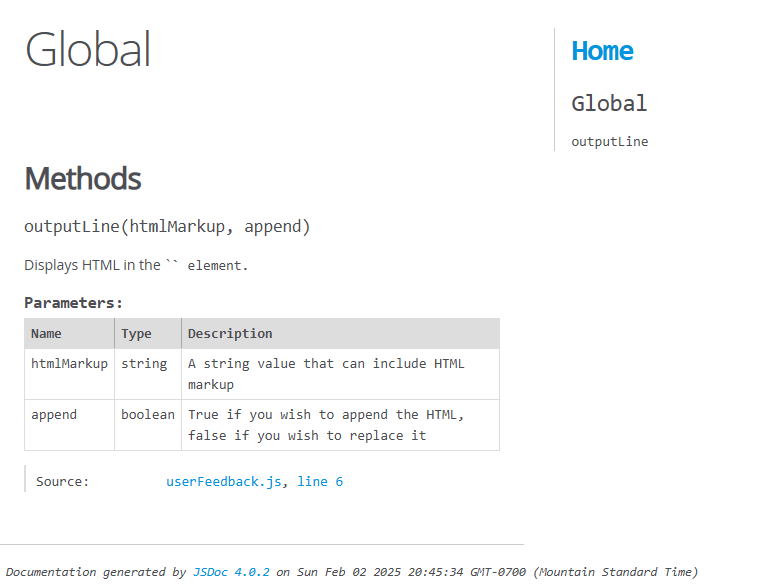 Global
Home
Global
outputLine
Methods
outputLine(htmlMarkup, append)
Displays HTML in the `` element.
Parameters:
Name Type Description
htmlMarkup string A string value that can include HTML
markup
append boolean True if you wish to append the HTML,
false if you wish to replace it
Source: userFeedback.js, line 6
Documentation generated by JSDoc 4.0.2 on Sun Feb 02 2025 20:45:34 GMT-0700 (Mountain Standard Time)